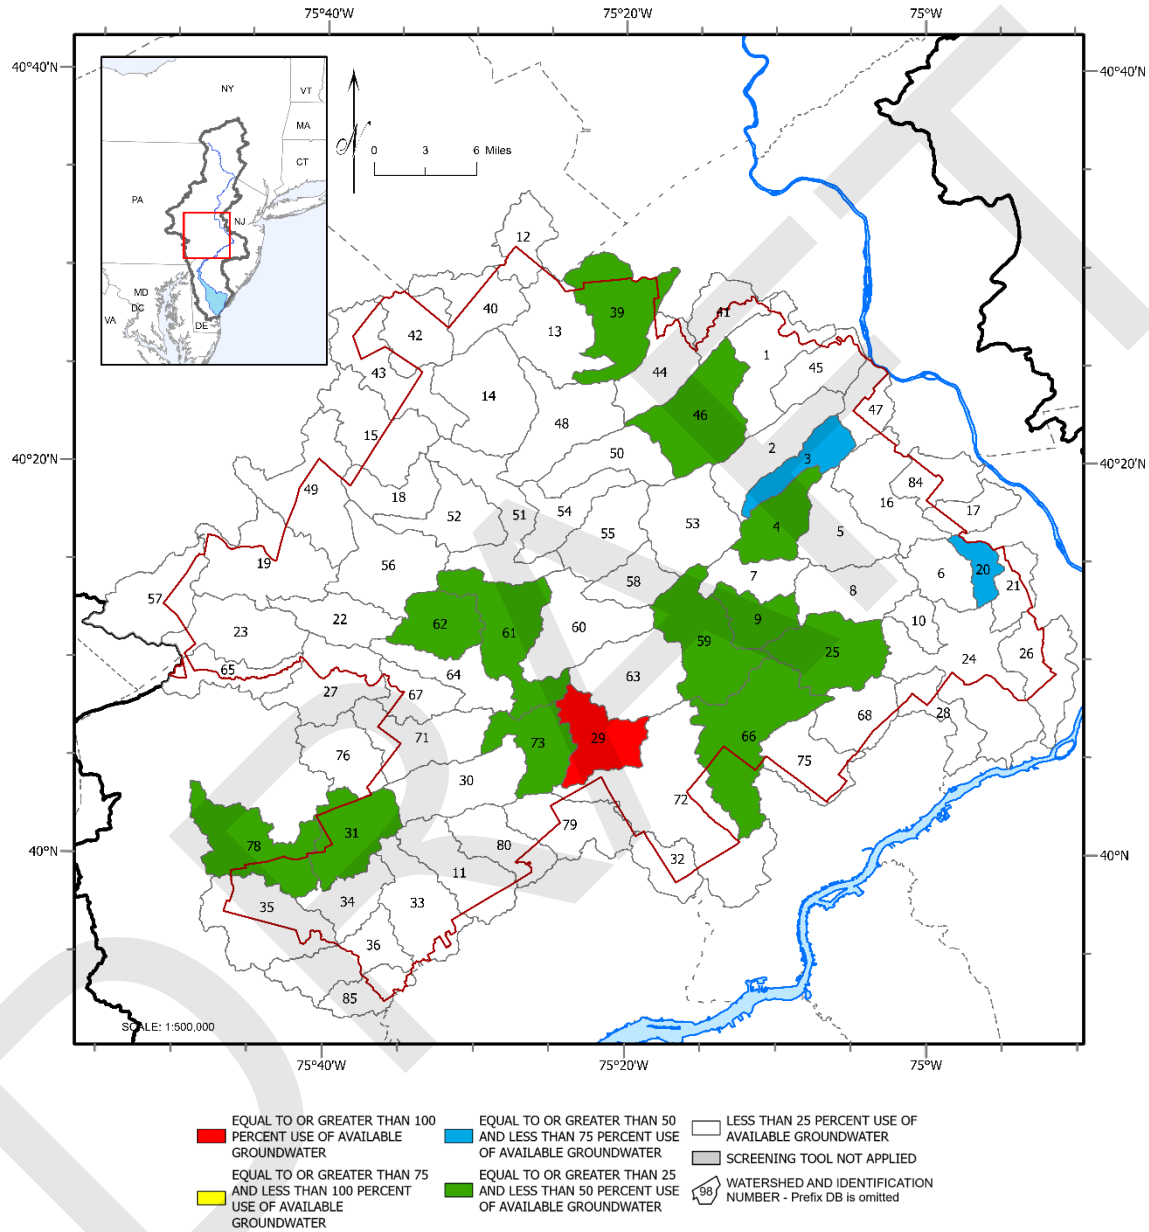 75°40'W 75°20'W 75°W
40°40'N 40°40'N
NY VT
MA
CT
PA NJ
MD
DC
VA DE
0 3 6 Miles
N
12
39
40
41
42 13
1
45
43 44
14
46 47
15 48
2
40°20'N 50 3 40°20'N
49 84
18 16
17
52 51 54 53 4 5
55
19 56
58 7 6 20 21
57 8
22
62 61 60 9 10
23 59
25
65 64 63 24 26
27 67
68 28
71 73 29 66
76 75
30
72
79
31
78 80
40°N 32 40°N
11
35 34 33
36
85
SCALE: 1:500,000
75°40'W 75°20'W 75°W
DRAFT
EQUAL TO OR GREATER THAN 100
PERCENT USE OF AVAILABLE
GROUNDWATER
EQUAL TO OR GREATER THAN 75
AND LESS THAN 100 PERCENT
USE OF AVAILABLE
GROUNDWATER
EQUAL TO OR GREATER THAN 50
AND LESS THAN 75 PERCENT USE
OF AVAILABLE GROUNDWATER
EQUAL TO OR GREATER THAN 25
AND LESS THAN 50 PERCENT USE
OF AVAILABLE GROUNDWATER
LESS THAN 25 PERCENT USE OF
AVAILABLE GROUNDWATER
SCREENING TOOL NOT APPLIED
98
WATERSHED AND IDENTIFICATION
NUMBER - Prefix DB is omitted